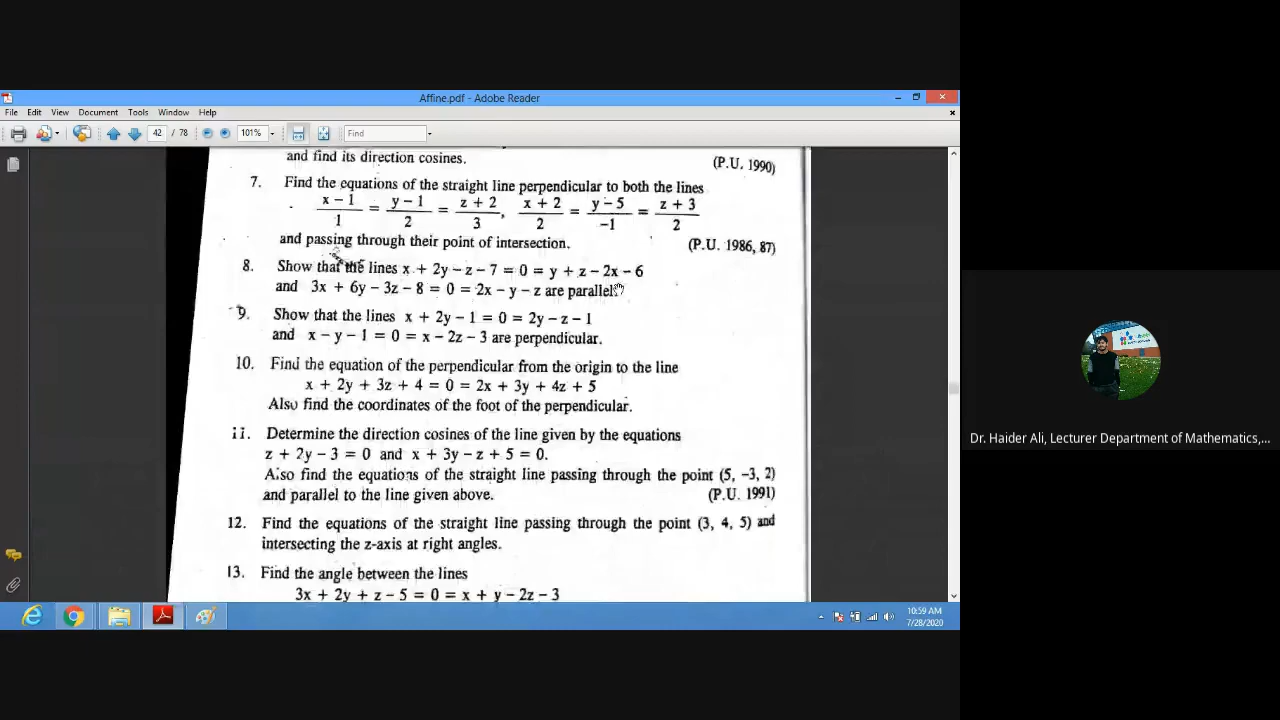 Affine.pdf - Adobe Reader
File Edit View Document Tools Window Help
42 / 78 101% Find
and find its direction cosines. (P.U. 1990)
7. Find the equations of the straight line perpendicular to both the lines
x − 1 / 1 = y − 1 / 2 = z + 2 / 3, x + 2 / 2 = y − 5 / −1 = z + 3 / 2
and passing through their point of intersection. (P.U. 1986, 87)
8. Show that the lines x + 2y − z − 7 = 0 = y + z − 2x − 6
and 3x + 6y − 3z − 8 = 0 = 2x − y − z are parallel.
9. Show that the lines x + 2y − 1 = 0 = 2y − z − 1
and x − y − 1 = 0 = x − 2z − 3 are perpendicular.
10. Find the equation of the perpendicular from the origin to the line
x + 2y + 3z + 4 = 0 = 2x + 3y + 4z + 5
Also find the coordinates of the foot of the perpendicular.
11. Determine the direction cosines of the line given by the equations
z + 2y − 3 = 0 and x + 3y − z + 5 = 0.
Also find the equations of the straight line passing through the point (5, −3, 2)
and parallel to the line given above. (P.U. 1991)
12. Find the equations of the straight line passing through the point (3, 4, 5) and
intersecting the z-axis at right angles.
13. Find the angle between the lines
3x + 2y + z − 5 = 0 = x + y − 2z − 3
10:59 AM
7/28/2020
Dr. Haider Ali, Lecturer Department of Mathematics,...